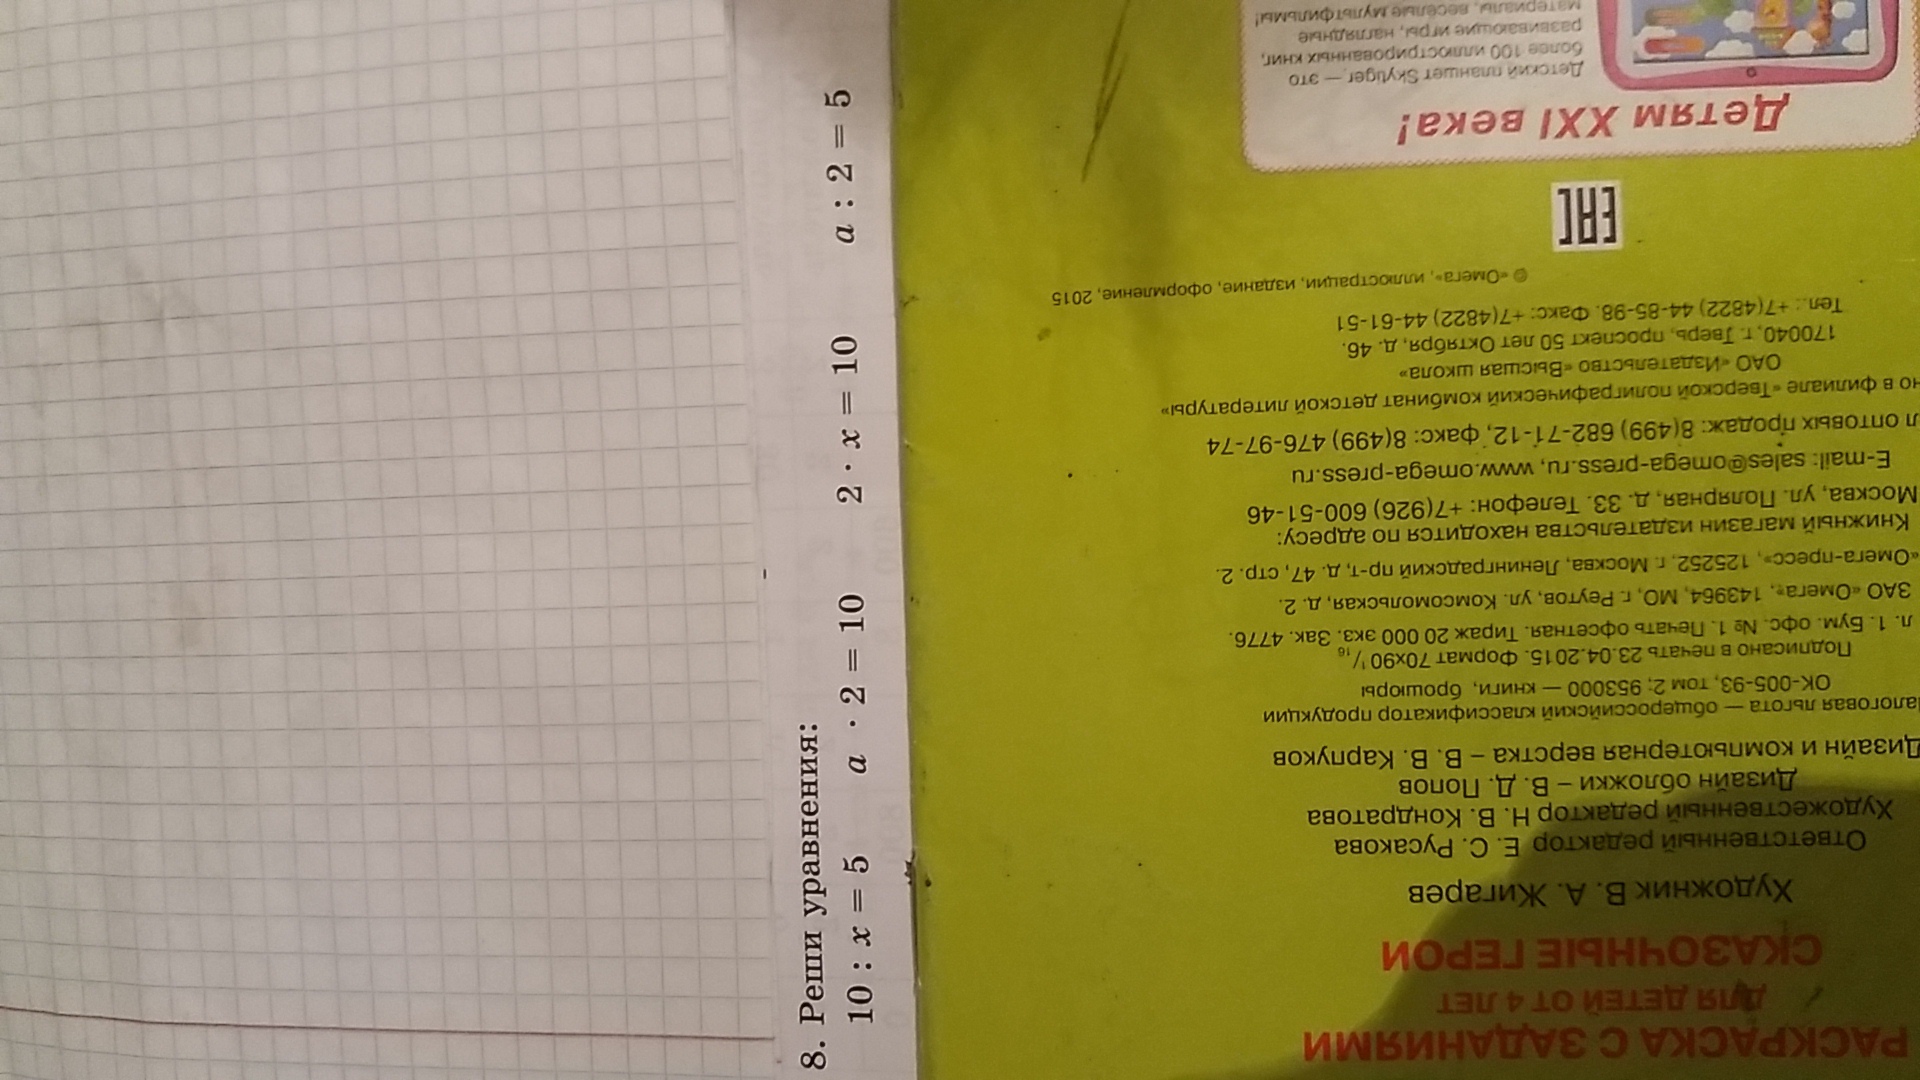 8. Реши уравнения:
10 : x = 5 a · 2 = 10 2 · x = 10 a : 2 = 5
РАСКРАСКА С ЗАДАНИЯМИ
ДЛЯ ДЕТЕЙ ОТ 4 ЛЕТ
СКАЗОЧНЫЕ ГЕРОИ
Художник В. А. Жигарев
Ответственный редактор Е. С. Русакова
Художественный редактор Н. В. Кондратова
Дизайн обложки – В. Д. Попов
Дизайн и компьютерная верстка – В. В. Карпуков
алоговая льгота — общероссийский классификатор продукции
ОК-005-93, том 2; 953000 — книги, брошюры
Подписано в печать 23.04.2015. Формат 70х90 1/16
л. 1. Бум. офс. № 1. Печать офсетная. Тираж 20 000 экз. Зак. 4776.
ЗАО «Омега», 143964, МО, г. Реутов, ул. Комсомольская, д. 2.
«Омега-пресс», 125252, г. Москва, Ленинградский пр-т, д. 47, стр. 2.
Книжный магазин издательства находится по адресу:
Москва, ул. Полярная, д. 33. Телефон: +7(926) 600-51-46
E-mail: sales@omega-press.ru, www.omega-press.ru
л оптовых продаж: 8(499) 682-71-12, факс: 8(499) 476-97-74
но в филиале «Тверской полиграфический комбинат детской литературы»
ОАО «Издательство «Высшая школа»
170040, г. Тверь, проспект 50 лет Октября, д. 46.
Тел.: +7(4822) 44-85-98. Факс: +7(4822) 44-61-51
© «Омега», иллюстрации, издание, оформление, 2015
ЕАС
Детям XXI века!
Детский планшет Skytiger — это
более 100 иллюстрированных книг,
развивающие игры, наглядные
материалы, весёлые мультфильмы!